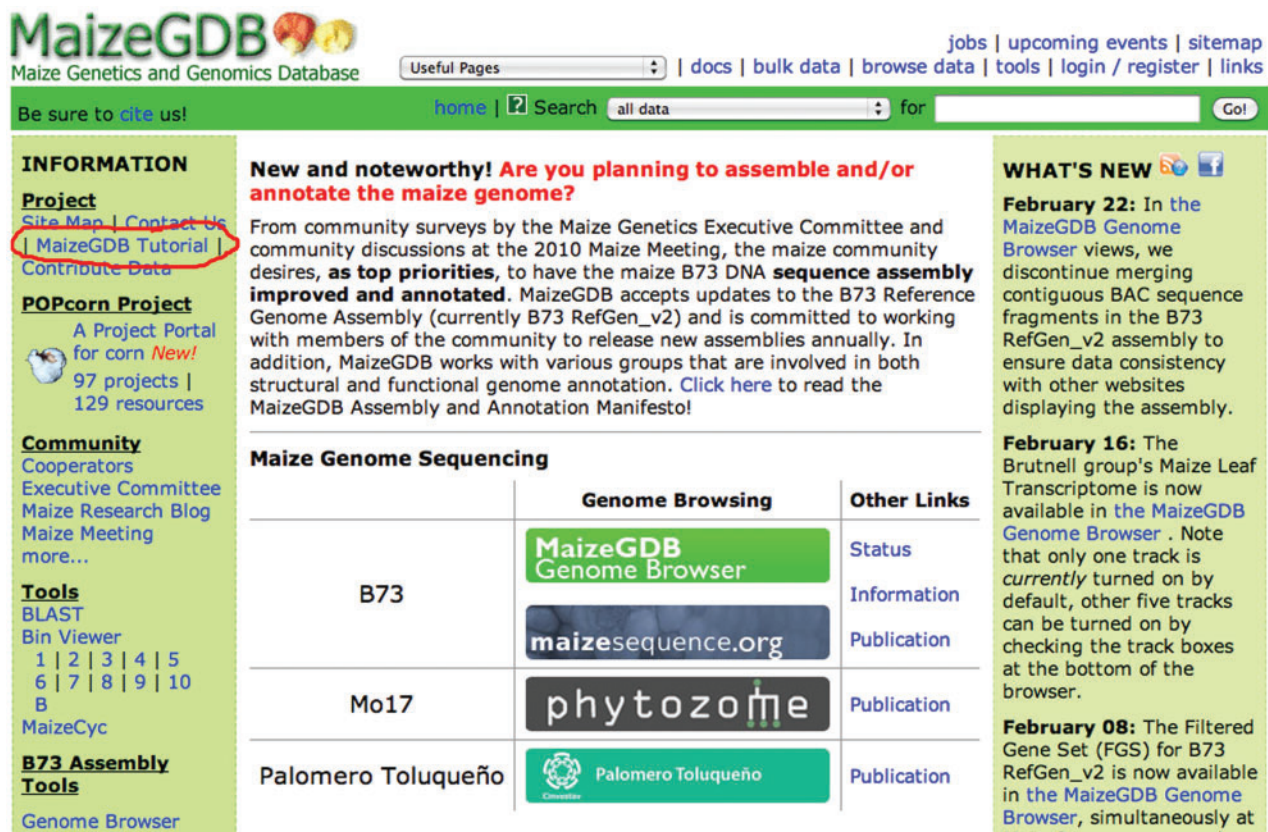 MaizeGDB
Maize Genetics and Genomics Database
jobs | upcoming events | sitemap
Useful Pages | docs | bulk data | browse data | tools | login / register | links
Be sure to cite us!
home | ? Search all data for Go!
INFORMATION
Project
Site Map | Contact Us
| MaizeGDB Tutorial |
Contribute Data
POPcorn Project
A Project Portal
for corn New!
97 projects |
129 resources
Community
Cooperators
Executive Committee
Maize Research Blog
Maize Meeting
more...
Tools
BLAST
Bin Viewer
1 | 2 | 3 | 4 | 5
6 | 7 | 8 | 9 | 10
B
MaizeCyc
B73 Assembly
Tools
Genome Browser
New and noteworthy! Are you planning to assemble and/or
annotate the maize genome?
From community surveys by the Maize Genetics Executive Committee and
community discussions at the 2010 Maize Meeting, the maize community
desires, as top priorities, to have the maize B73 DNA sequence assembly
improved and annotated. MaizeGDB accepts updates to the B73 Reference
Genome Assembly (currently B73 RefGen_v2) and is committed to working
with members of the community to release new assemblies annually. In
addition, MaizeGDB works with various groups that are involved in both
structural and functional genome annotation. Click here to read the
MaizeGDB Assembly and Annotation Manifesto!
Maize Genome Sequencing
Genome Browsing
Other Links
B73
MaizeGDB
Genome Browser
maizesequence.org
Status
Information
Publication
Mo17
phytozome
Publication
Palomero Toluqueño
Cinvestav
Palomero Toluqueño
Publication
WHAT'S NEW
February 22: In the
MaizeGDB Genome
Browser views, we
discontinue merging
contiguous BAC sequence
fragments in the B73
RefGen_v2 assembly to
ensure data consistency
with other websites
displaying the assembly.
February 16: The
Brutnell group's Maize Leaf
Transcriptome is now
available in the MaizeGDB
Genome Browser . Note
that only one track is
currently turned on by
default, other five tracks
can be turned on by
checking the track boxes
at the bottom of the
browser.
February 08: The Filtered
Gene Set (FGS) for B73
RefGen_v2 is now available
in the MaizeGDB Genome
Browser, simultaneously at